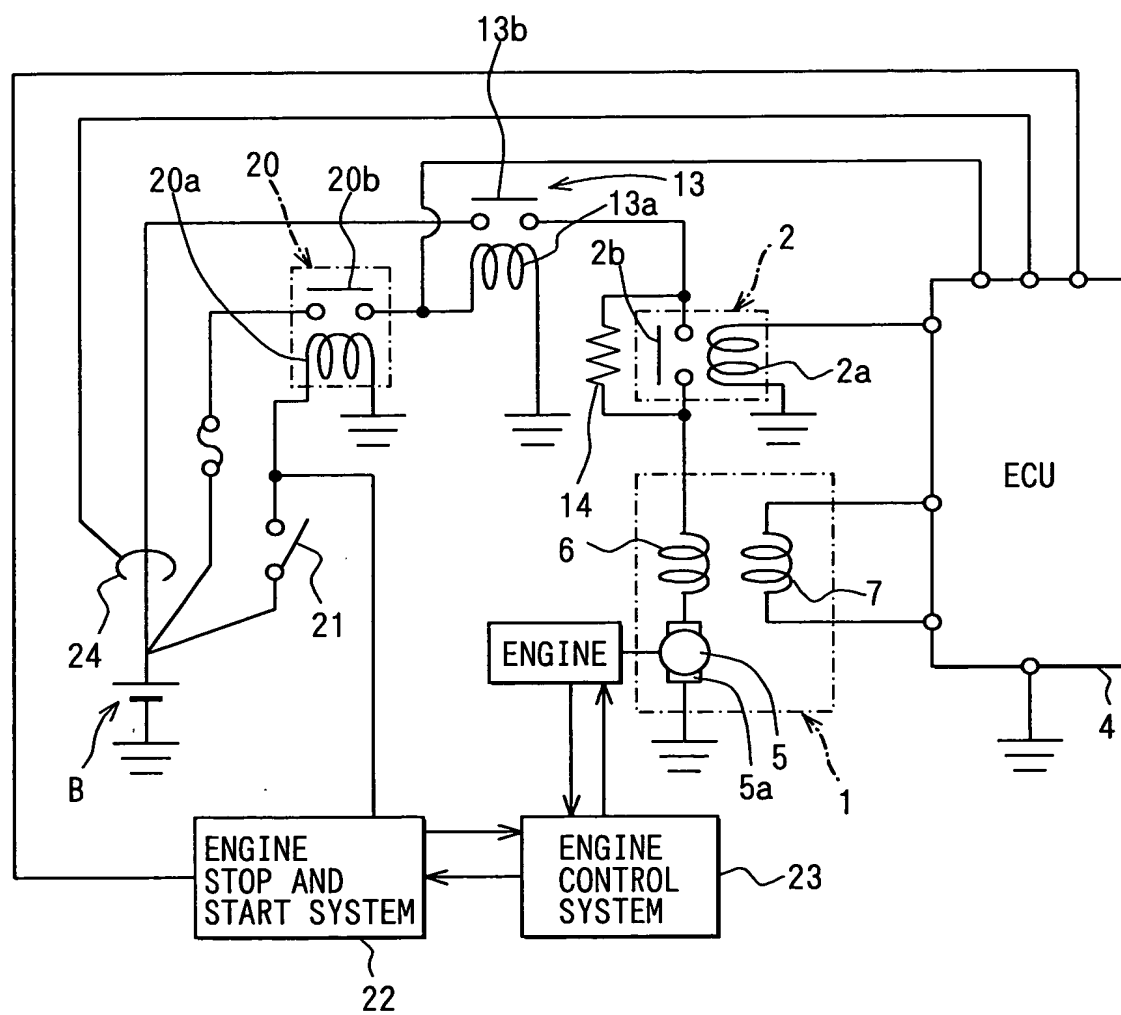 13b
20a
20
20b
13
13a
2b
2
2a
14
ECU
6
7
24
21
ENGINE
B
5
5a
1
4
ENGINE
STOP AND
START SYSTEM
ENGINE
CONTROL
SYSTEM
23
22